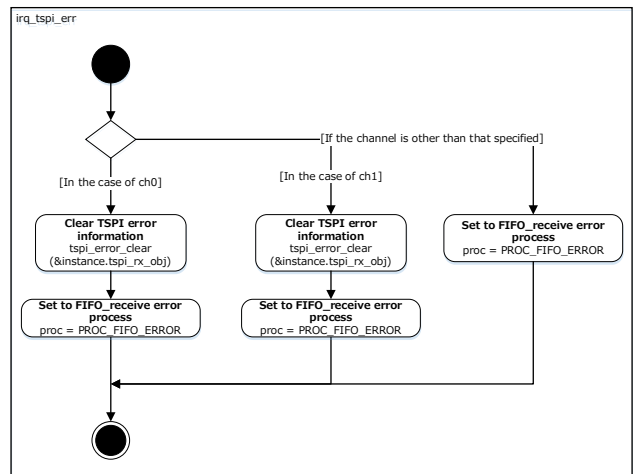 irq_tspi_err
[If the channel is other than that specified]
[In the case of ch0]
[In the case of ch1]
Clear TSPI error
information
tspi_error_clear
(&instance.tspi_rx_obj)
Clear TSPI error
information
tspi_error_clear
(&instance.tspi_rx_obj)
Set to FIFO_receive error
process
proc = PROC_FIFO_ERROR
Set to FIFO_receive error
process
proc = PROC_FIFO_ERROR
Set to FIFO_receive error
process
proc = PROC_FIFO_ERROR